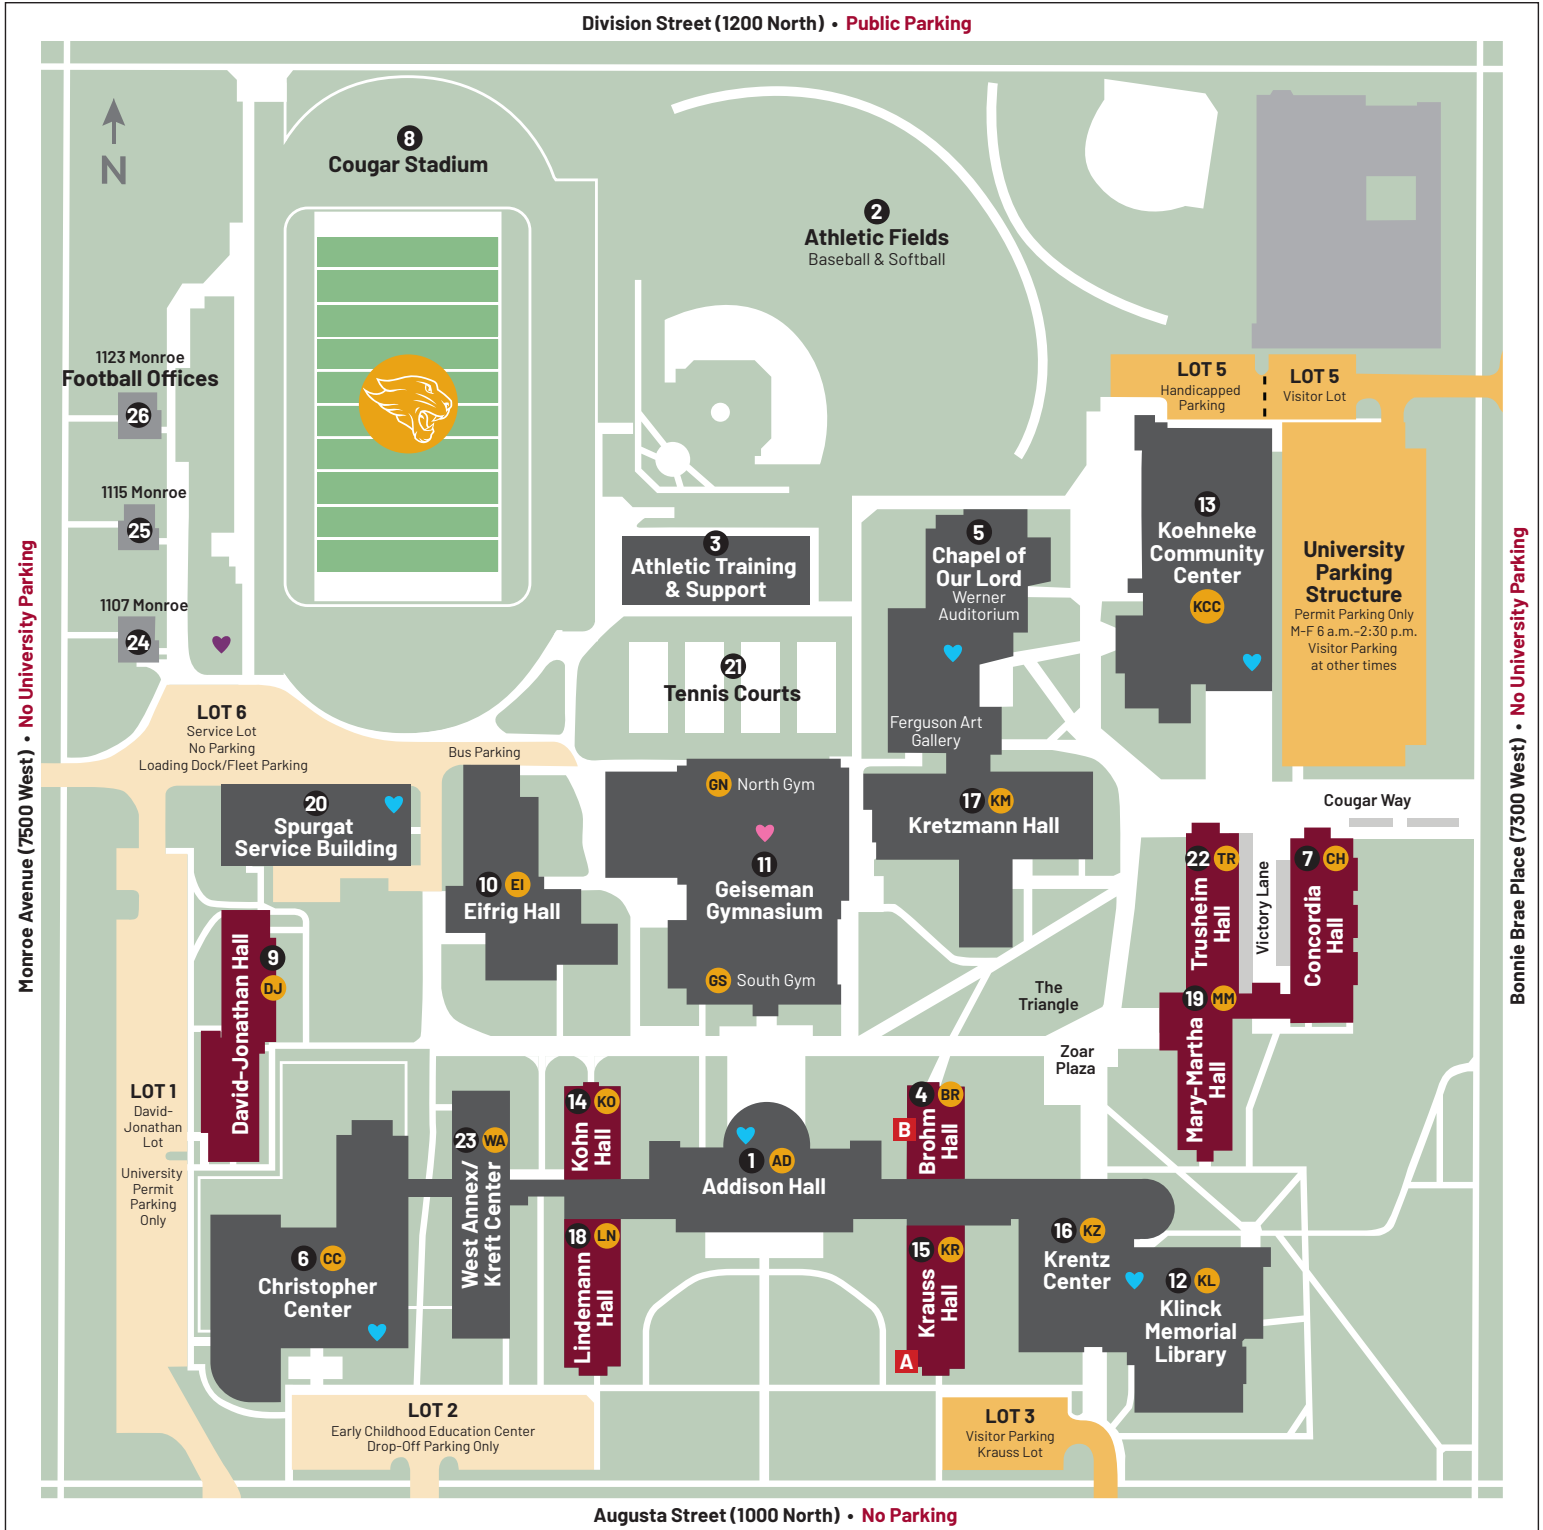 Division Street (1200 North) • Public Parking
N
8
Cougar Stadium
2
Athletic Fields
Baseball & Softball
1123 Monroe
Football Offices
26
1115 Monroe
25
1107 Monroe
24
LOT 5
Handicapped
Parking
LOT 5
Visitor Lot
3
Athletic Training
& Support
5
Chapel of
Our Lord
Werner
Auditorium
Ferguson Art
Gallery
13
Koehneke
Community
Center
KCC
University
Parking
Structure
Permit Parking Only
M-F 6 a.m.–2:30 p.m.
Visitor Parking
at other times
21
Tennis Courts
Monroe Avenue (7500 West) • No University Parking
Bonnie Brae Place (7300 West) • No University Parking
LOT 6
Service Lot
No Parking
Loading Dock/Fleet Parking
Bus Parking
20
Spurgat
Service Building
10 EI
Eifrig Hall
GN North Gym
11
Geiseman
Gymnasium
GS South Gym
17 KM
Kretzmann Hall
Cougar Way
22 TR
Trusheim
Hall
Victory Lane
7 CH
Concordia
Hall
9
DJ
David-Jonathan Hall
The
Triangle
Zoar
Plaza
19 MM
Mary-Martha
Hall
LOT 1
David-
Jonathan
Lot
University
Permit
Parking
Only
14 KO
Kohn
Hall
23 WA
West Annex/
Kreft Center
1 AD
Addison Hall
4 BR
Brohm
Hall
B
6 CC
Christopher
Center
18 LN
Lindemann
Hall
15 KR
Krauss
Hall
A
16 KZ
Krentz
Center
12 KL
Klinck
Memorial
Library
LOT 2
Early Childhood Education Center
Drop-Off Parking Only
LOT 3
Visitor Parking
Krauss Lot
Augusta Street (1000 North) • No Parking